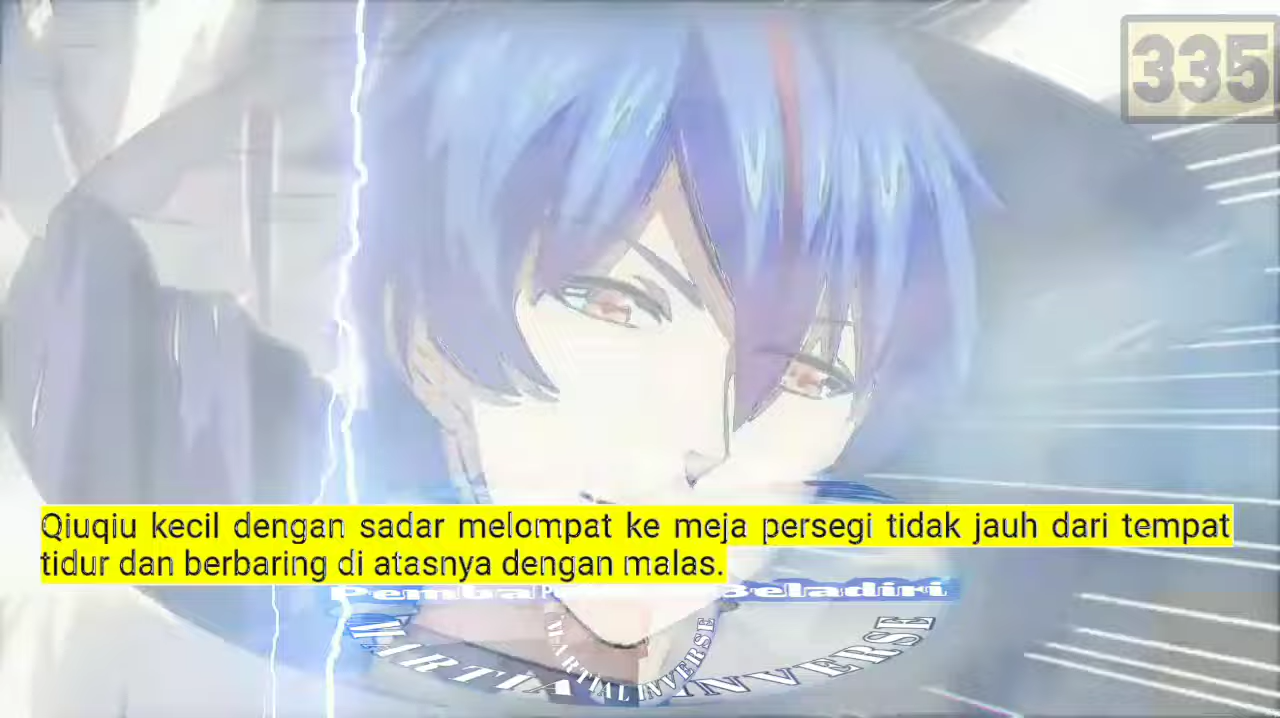 335
Qiuqiu kecil dengan sadar melompat ke meja persegi tidak jauh dari tempat
tidur dan berbaring di atasnya dengan malas.
Beladiri
MARTIAL INVERSE
INVERSE